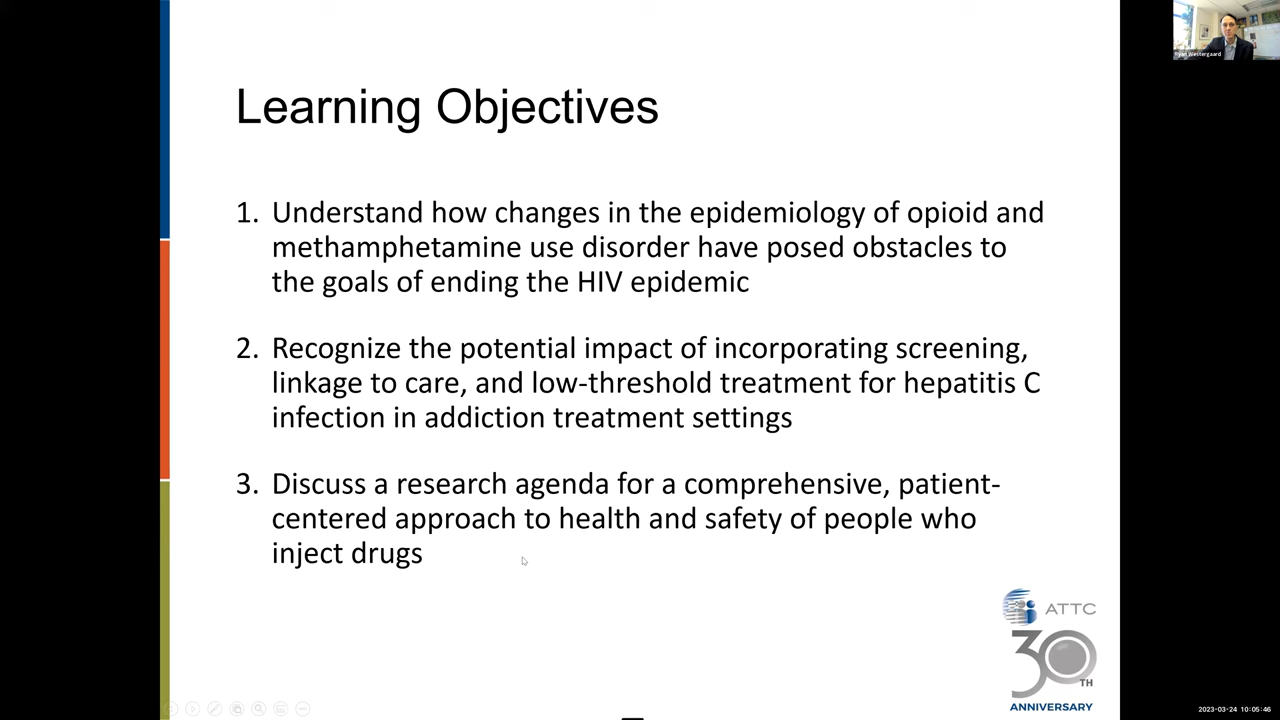 Learning Objectives
1. Understand how changes in the epidemiology of opioid and
methamphetamine use disorder have posed obstacles to
the goals of ending the HIV epidemic
2. Recognize the potential impact of incorporating screening,
linkage to care, and low-threshold treatment for hepatitis C
infection in addiction treatment settings
3. Discuss a research agenda for a comprehensive, patient-
centered approach to health and safety of people who
inject drugs
ATTC
30TH
ANNIVERSARY
Ryan Westergaard
2023-03-24 10:05:46